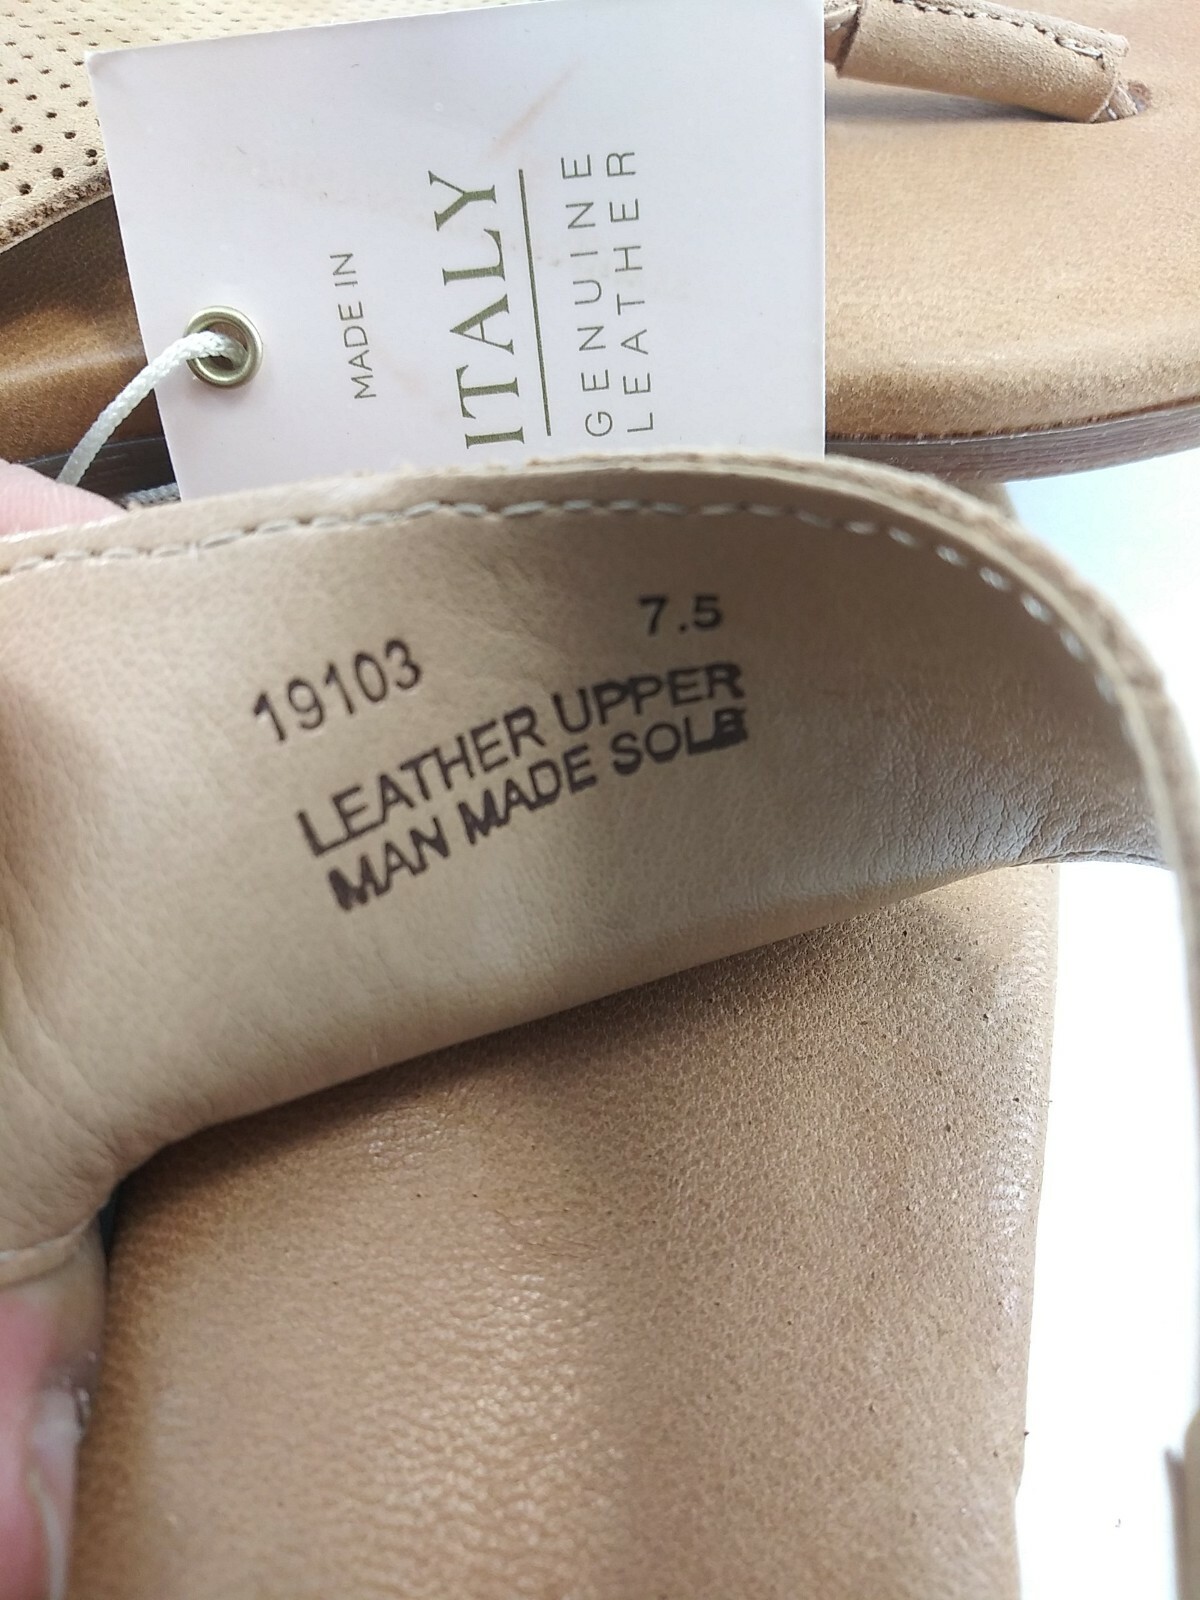 MADE IN
ITALY
GENUINE
LEATHER
19103
7.5
LEATHER UPPER
MAN MADE SOLE